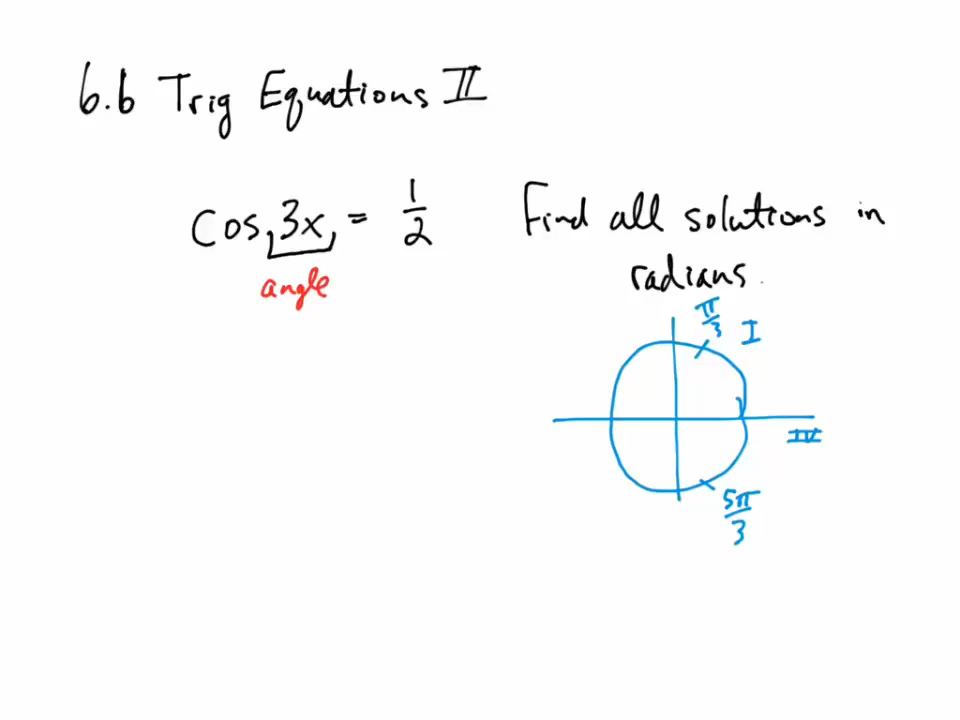 6.6 Trig Equations II
Cos 3x = 1/2
angle
Find all solutions in
radians.
π/3 I
IV
5π/3